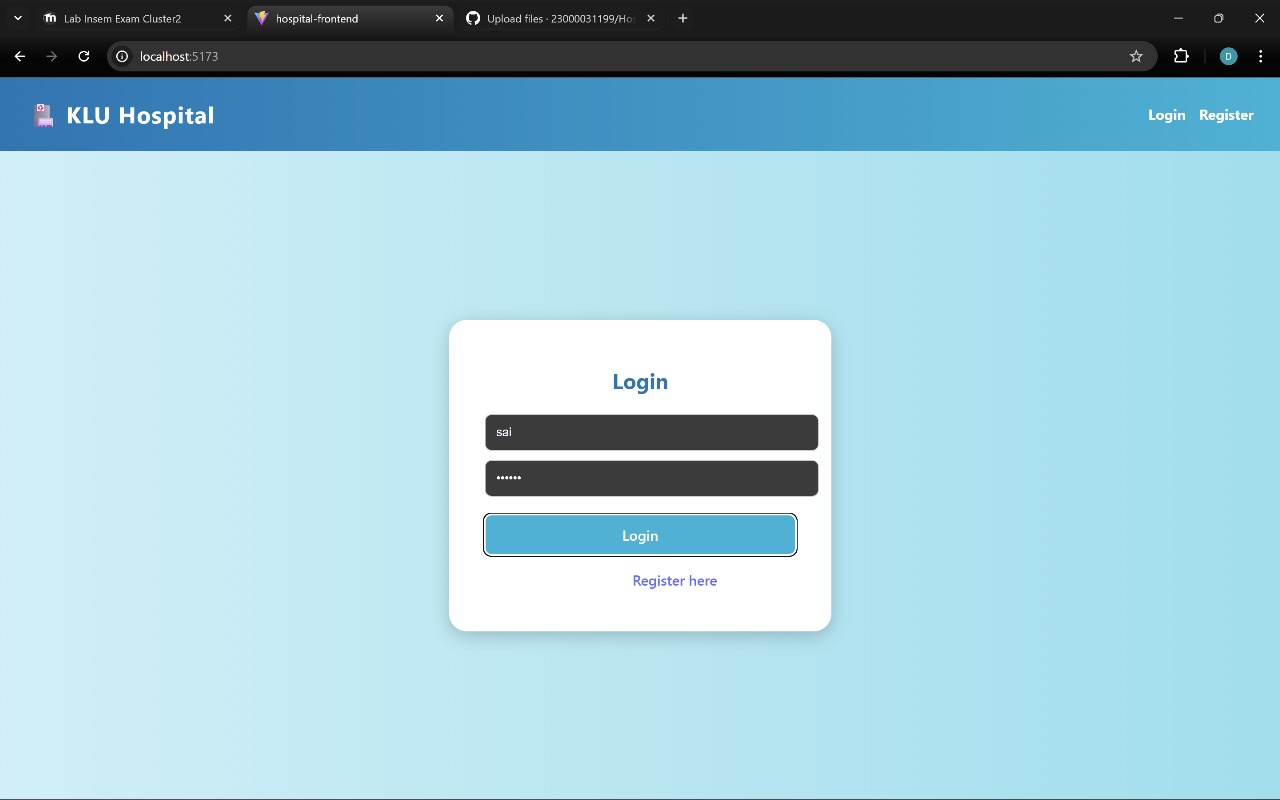 Lab Insem Exam Cluster2
hospital-frontend
Upload files · 23000031199/Ho
localhost:5173
D
KLU Hospital
Login Register
Login
sai
••••••
Login
Register here